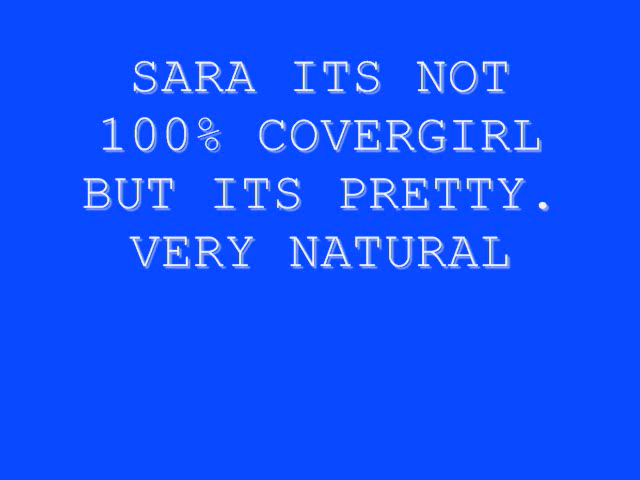 SARA ITS NOT
100% COVERGIRL
BUT ITS PRETTY.
VERY NATURAL